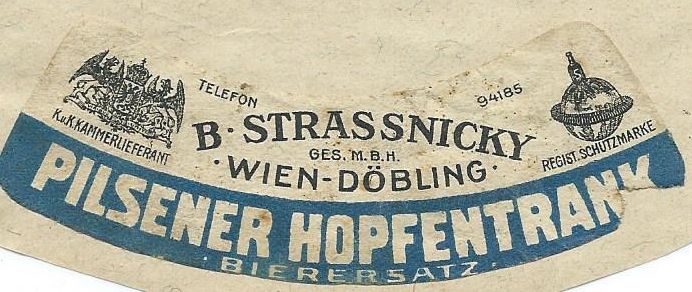 TELEFON 94185
K.u.K. KAMMERLIEFERANT
B. STRASSNICKY
GES. M. B. H.
· WIEN-DÖBLING ·
REGIST. SCHUTZMARKE
PILSENER HOPFENTRANK
· BIERERSATZ ·